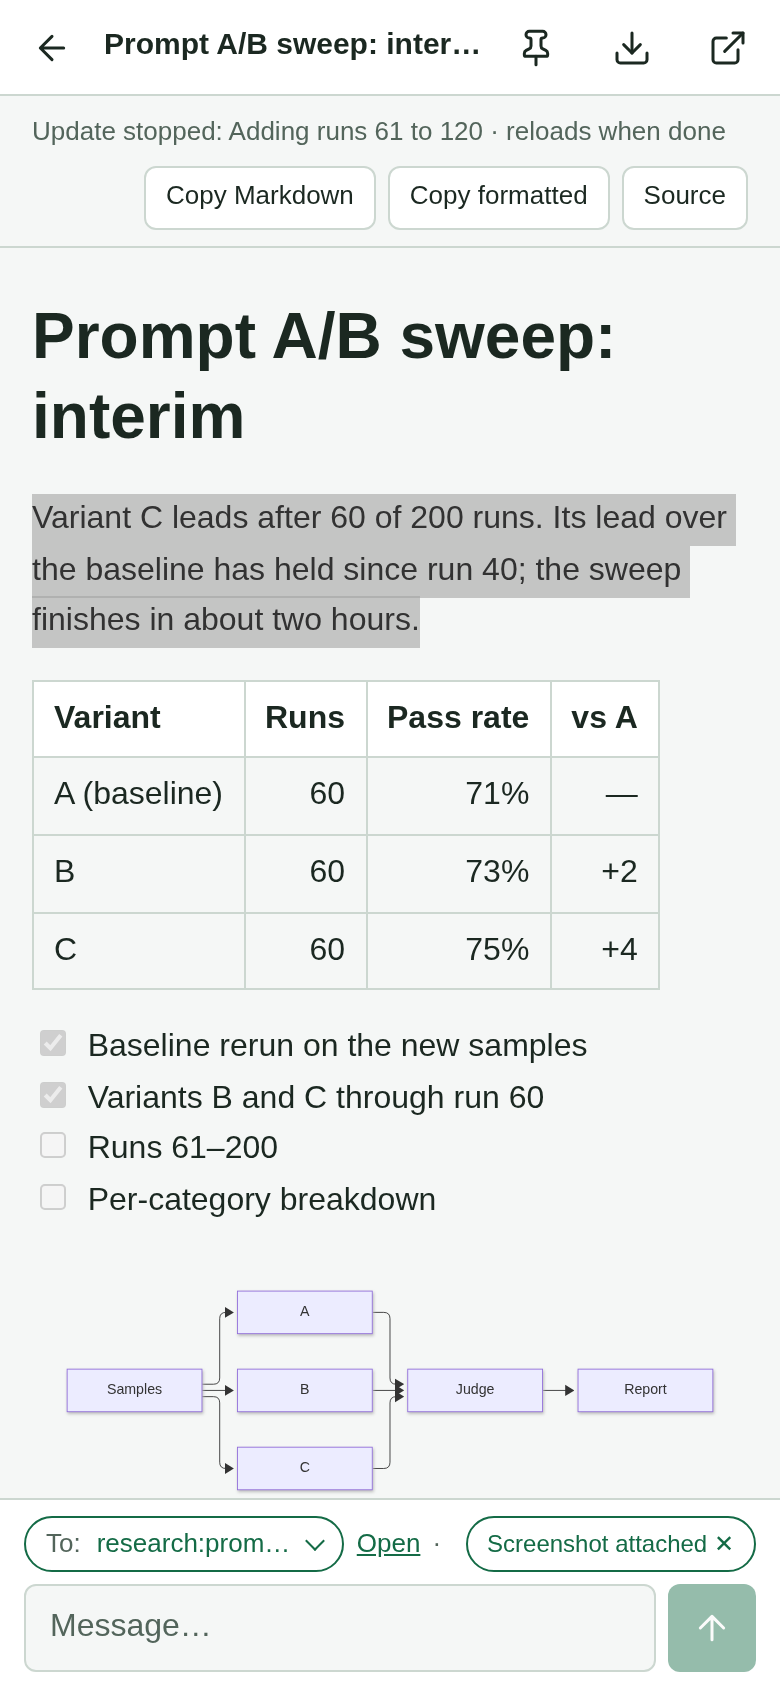 Prompt A/B sweep: inter…
Update stopped: Adding runs 61 to 120 · reloads when done
Copy Markdown Copy formatted Source
Prompt A/B sweep:
interim
Variant C leads after 60 of 200 runs. Its lead over
the baseline has held since run 40; the sweep
finishes in about two hours.
Variant Runs Pass rate vs A
A (baseline) 60 71% —
B 60 73% +2
C 60 75% +4
Baseline rerun on the new samples
Variants B and C through run 60
Runs 61–200
Per-category breakdown
A
Samples B Judge Report
C
To: research:prom… Open · Screenshot attached ✕
Message…